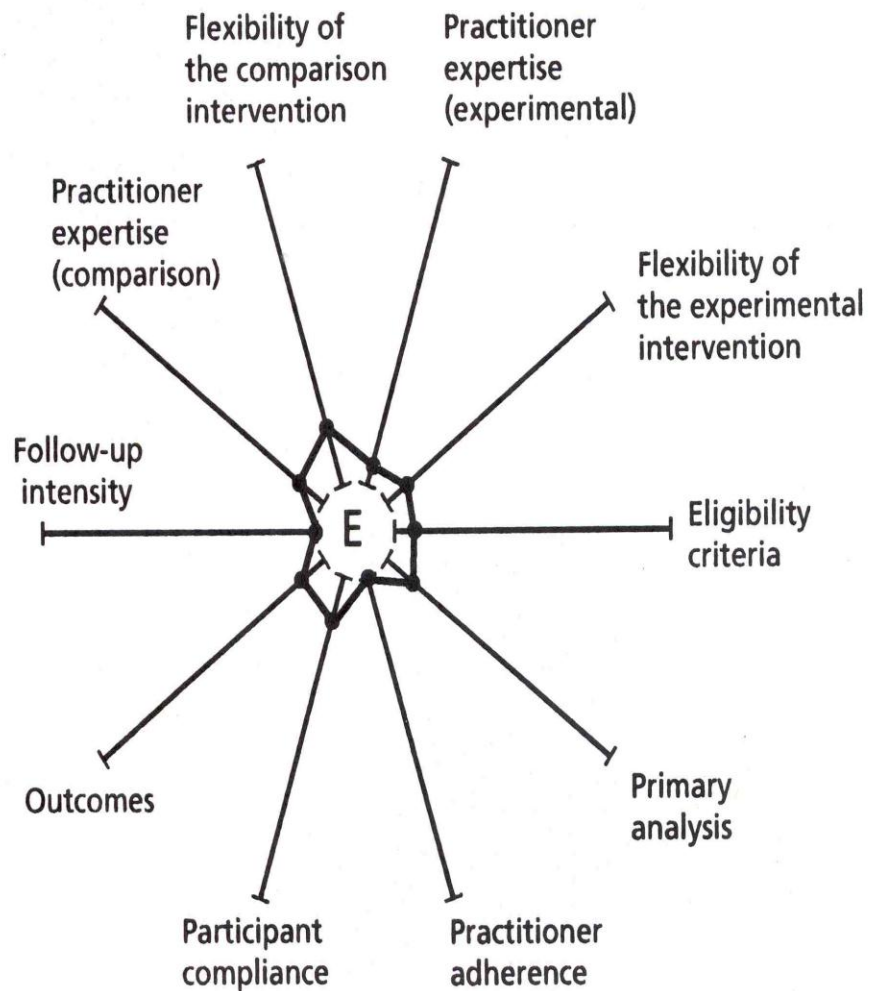 Flexibility of
the comparison
intervention
Practitioner
expertise
(experimental)
Practitioner
expertise
(comparison)
Flexibility of
the experimental
intervention
Follow-up
intensity
E
Eligibility
criteria
Outcomes
Primary
analysis
Participant
compliance
Practitioner
adherence